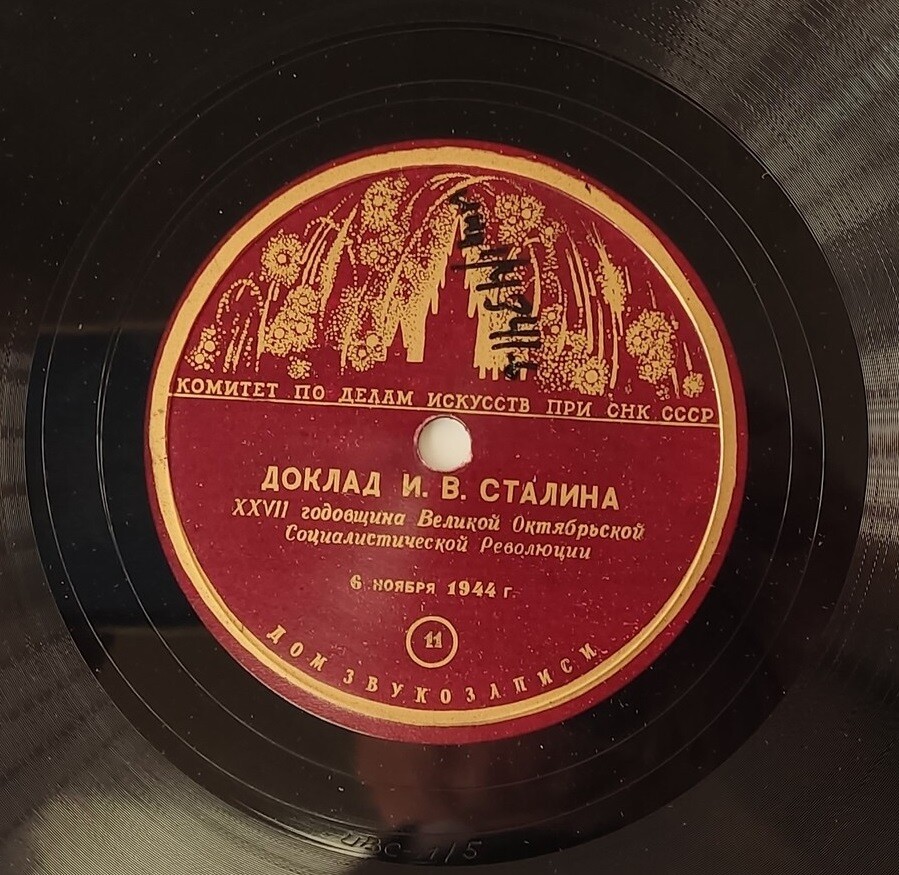 КОМИТЕТ ПО ДЕЛАМ ИСКУССТВ ПРИ СНК СССР
ДОКЛАД И. В. СТАЛИНА
XXVII годовщина Великой Октябрьской
Социалистической Революции
6 НОЯБРЯ 1944 г.
11
ДОМ ЗВУКОЗАПИСИ